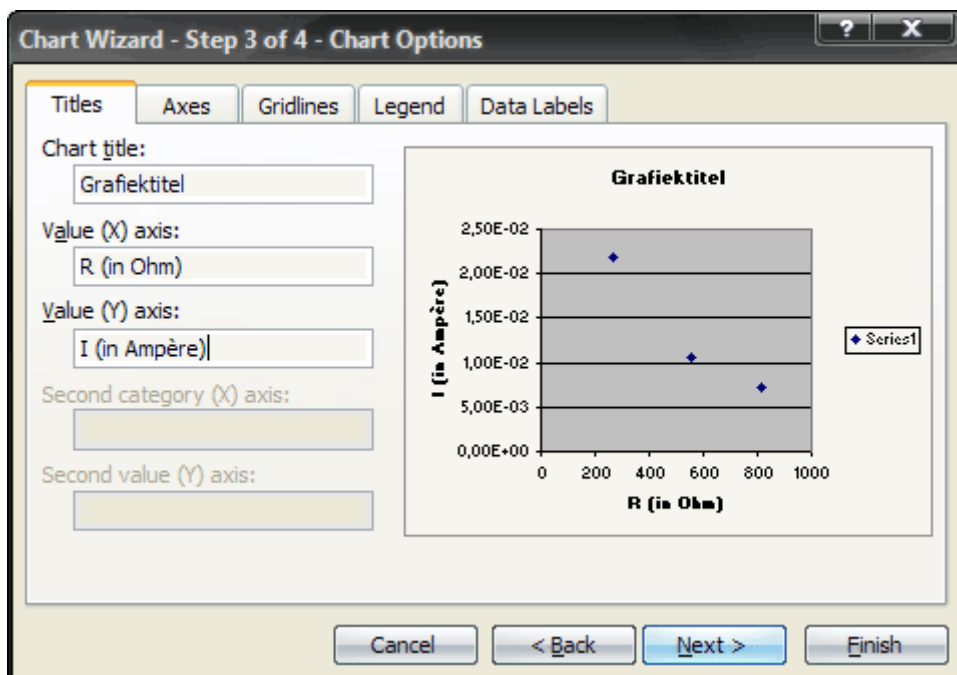 Chart Wizard - Step 3 of 4 - Chart Options
? X
Titles Axes Gridlines Legend Data Labels
Chart title:
Grafiektitel
Value (X) axis:
R (in Ohm)
Value (Y) axis:
I (in Ampère)
Second category (X) axis:
Second value (Y) axis:
Grafiektitel
2,50E-02
2,00E-02
1,50E-02
1,00E-02
5,00E-03
0,00E+00
I (in Ampère)
0 200 400 600 800 1000
R (in Ohm)
Series1
Cancel < Back Next > Finish